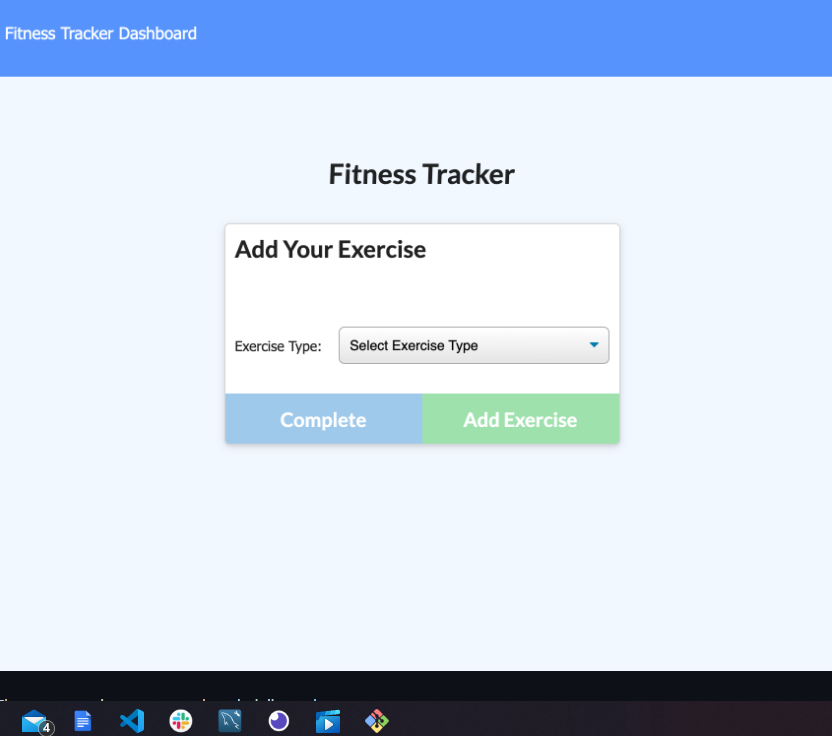 Fitness Tracker Dashboard
Fitness Tracker
Add Your Exercise
Exercise Type: Select Exercise Type
Complete Add Exercise
4